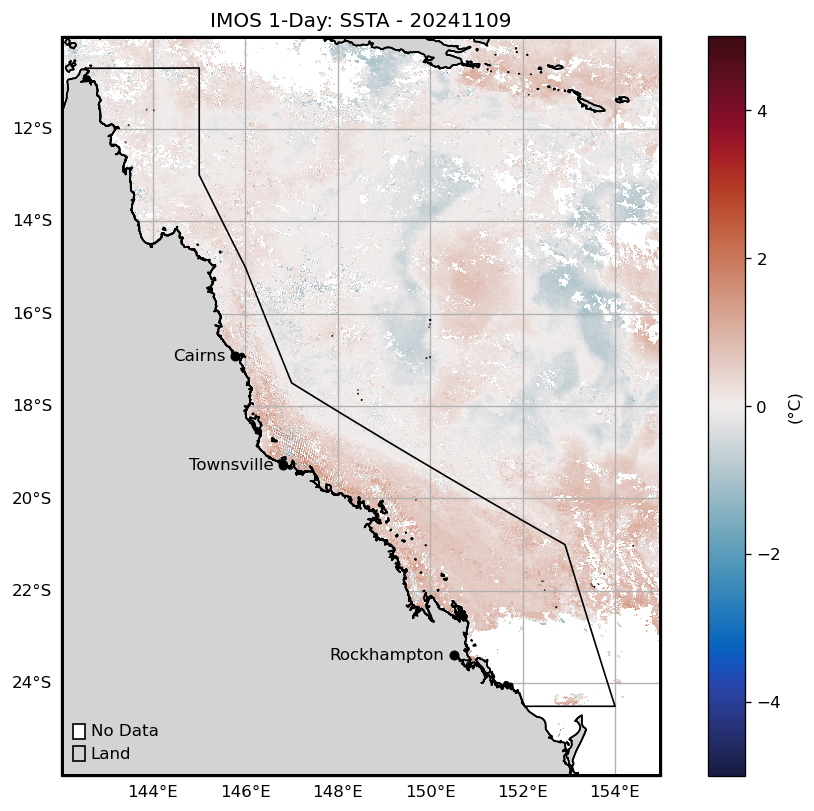 IMOS 1-Day: SSTA - 20241109
12°S
14°S
16°S
18°S
20°S
22°S
24°S
Cairns
Townsville
Rockhampton
No Data
Land
144°E 146°E 148°E 150°E 152°E 154°E
4
2
0
−2
−4
(°C)